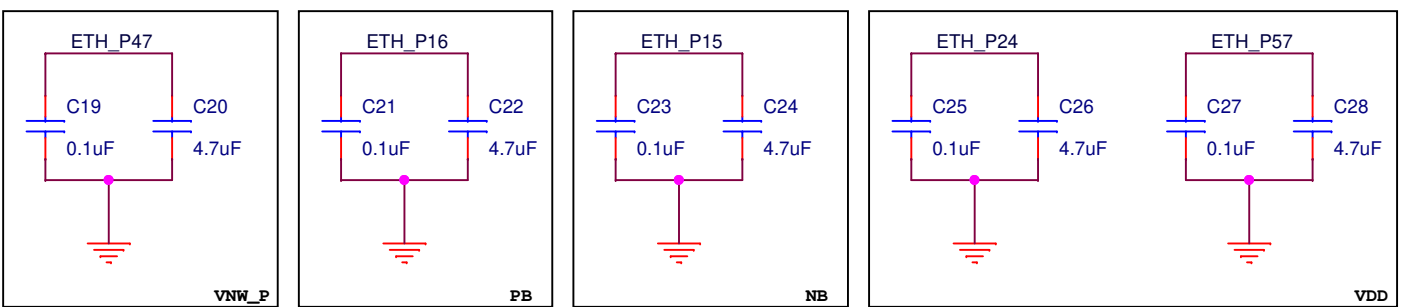 ETH_P47
C19
0.1uF
C20
4.7uF
VNW_P
ETH_P16
C21
0.1uF
C22
4.7uF
PB
ETH_P15
C23
0.1uF
C24
4.7uF
NB
ETH_P24
C25
0.1uF
C26
4.7uF
ETH_P57
C27
0.1uF
C28
4.7uF
VDD